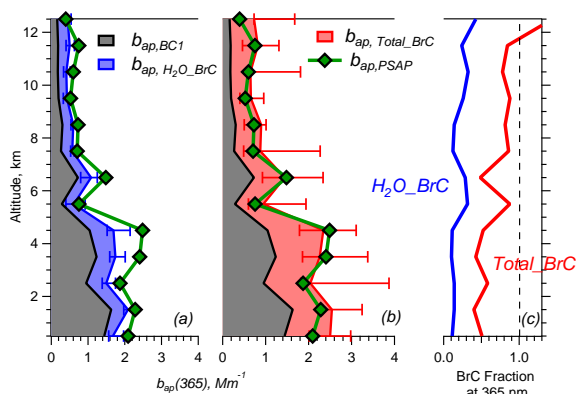 b_ap,BC1
b_ap, H2O_BrC
b_ap, Total_BrC
b_ap,PSAP
12
10
8
6
4
2
Altitude, km
H2O_BrC
Total_BrC
(a)
(b)
(c)
0
1
2
3
4
0
1
2
3
4
0.0
1.0
b_ap(365), Mm⁻¹
BrC Fraction
at 365 nm